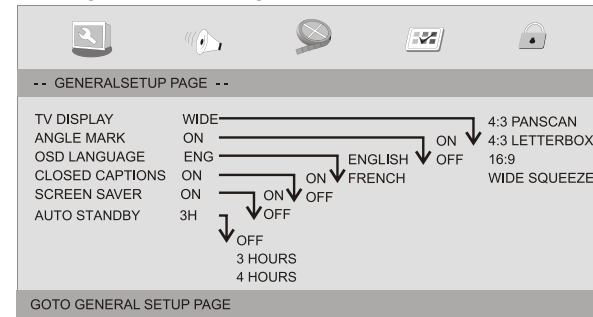 -- GENERALSETUP PAGE --
TV DISPLAY WIDE 4:3 PANSCAN
ANGLE MARK ON ON 4:3 LETTERBOX
OSD LANGUAGE ENG ENGLISH OFF 16:9
CLOSED CAPTIONS ON ON FRENCH WIDE SQUEEZE
SCREEN SAVER ON ON OFF
AUTO STANDBY 3H OFF
OFF
3 HOURS
4 HOURS
GOTO GENERAL SETUP PAGE